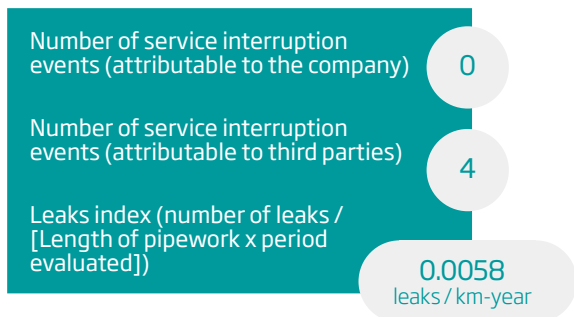 Number of service interruption
events (attributable to the company)
0
Number of service interruption
events (attributable to third parties)
4
Leaks index (number of leaks /
[Length of pipework x period
evaluated])
0.0058
leaks / km-year